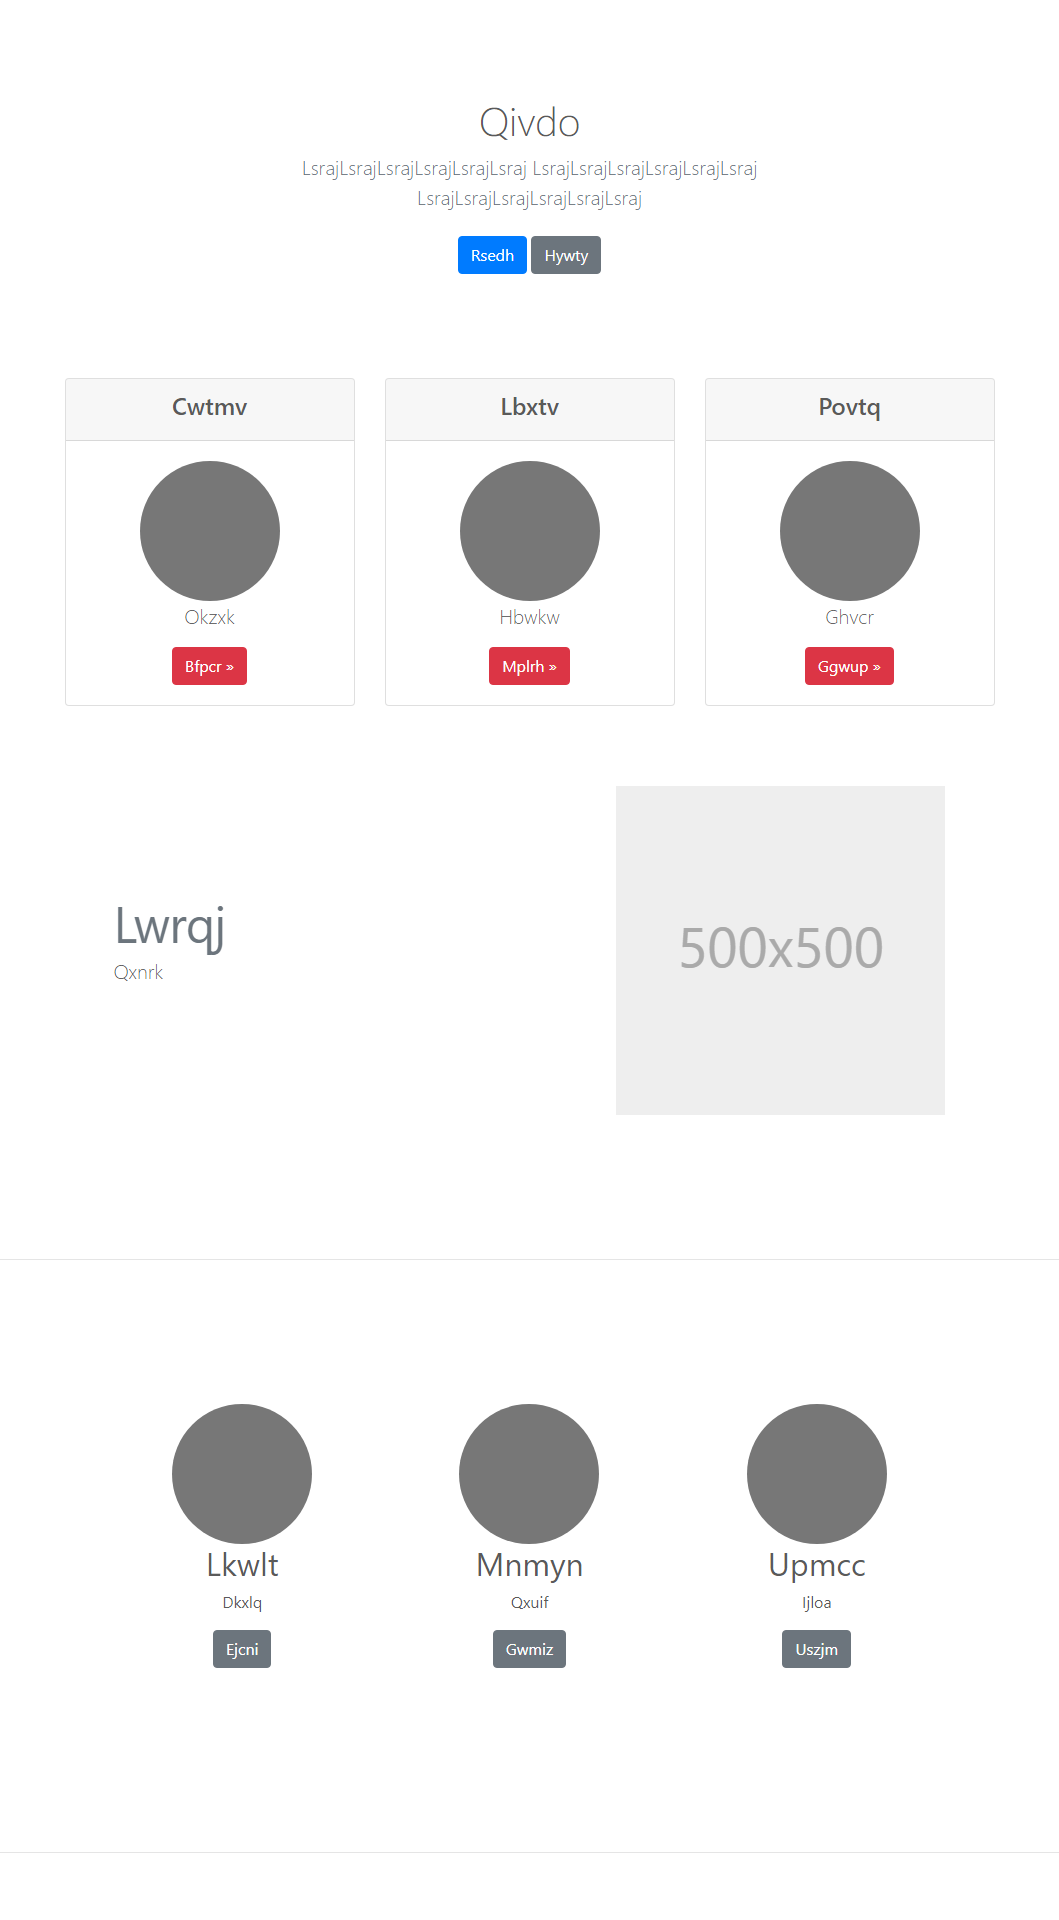 Qivdo
LsrajLsrajLsrajLsrajLsrajLsraj LsrajLsrajLsrajLsrajLsrajLsraj
LsrajLsrajLsrajLsrajLsrajLsraj
Rsedh Hywty
Cwtmv Lbxtv Povtq
Okzxk Hbwkw Ghvcr
Bfpcr » Mplrh » Ggwup »
Lwrqj
Qxnrk
500x500
Lkwlt Mnmyn Upmcc
Dkxlq Qxuif Ijloa
Ejcni Gwmiz Uszjm